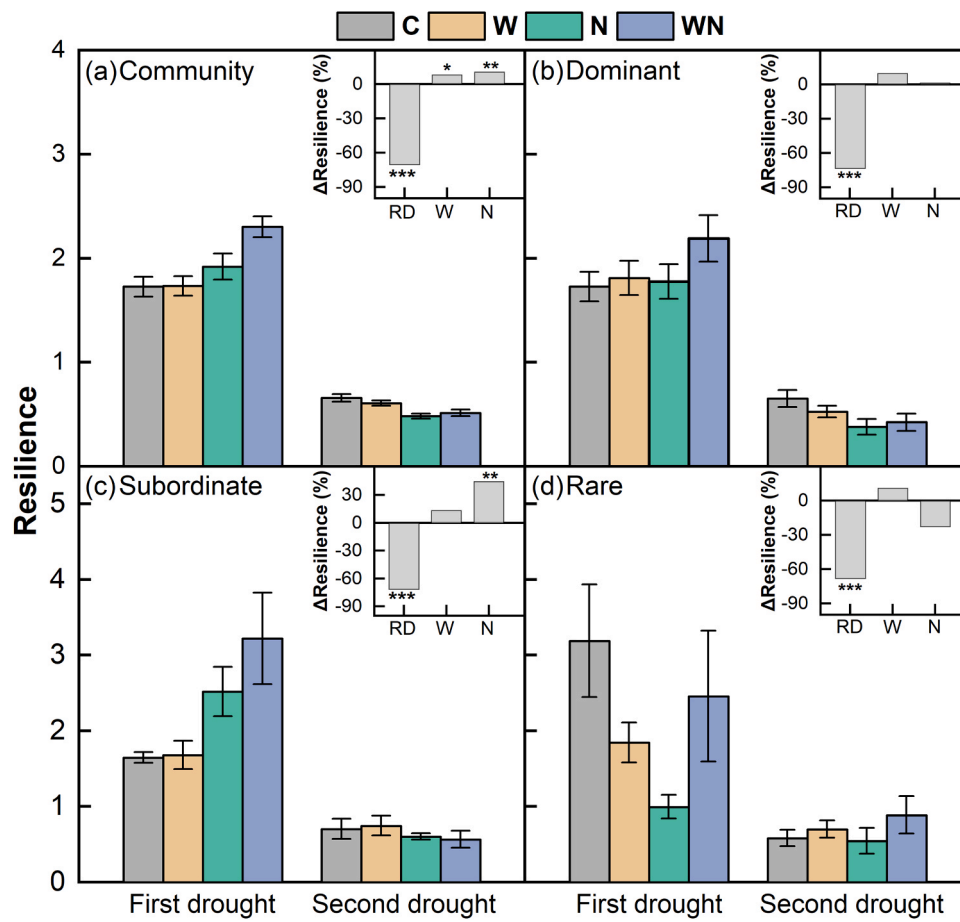 C W N WN
Resilience
(a) Community
4
3
2
1
0
ΔResilience (%)
0
-30
-60
-90
***
*
**
RD W N
(b) Dominant
ΔResilience (%)
0
-30
-60
-90
***
RD W N
(c) Subordinate
5
4
3
2
1
0
ΔResilience (%)
30
0
-30
-60
-90
***
**
RD W N
First drought Second drought
(d) Rare
ΔResilience (%)
0
-30
-60
-90
***
RD W N
First drought Second drought